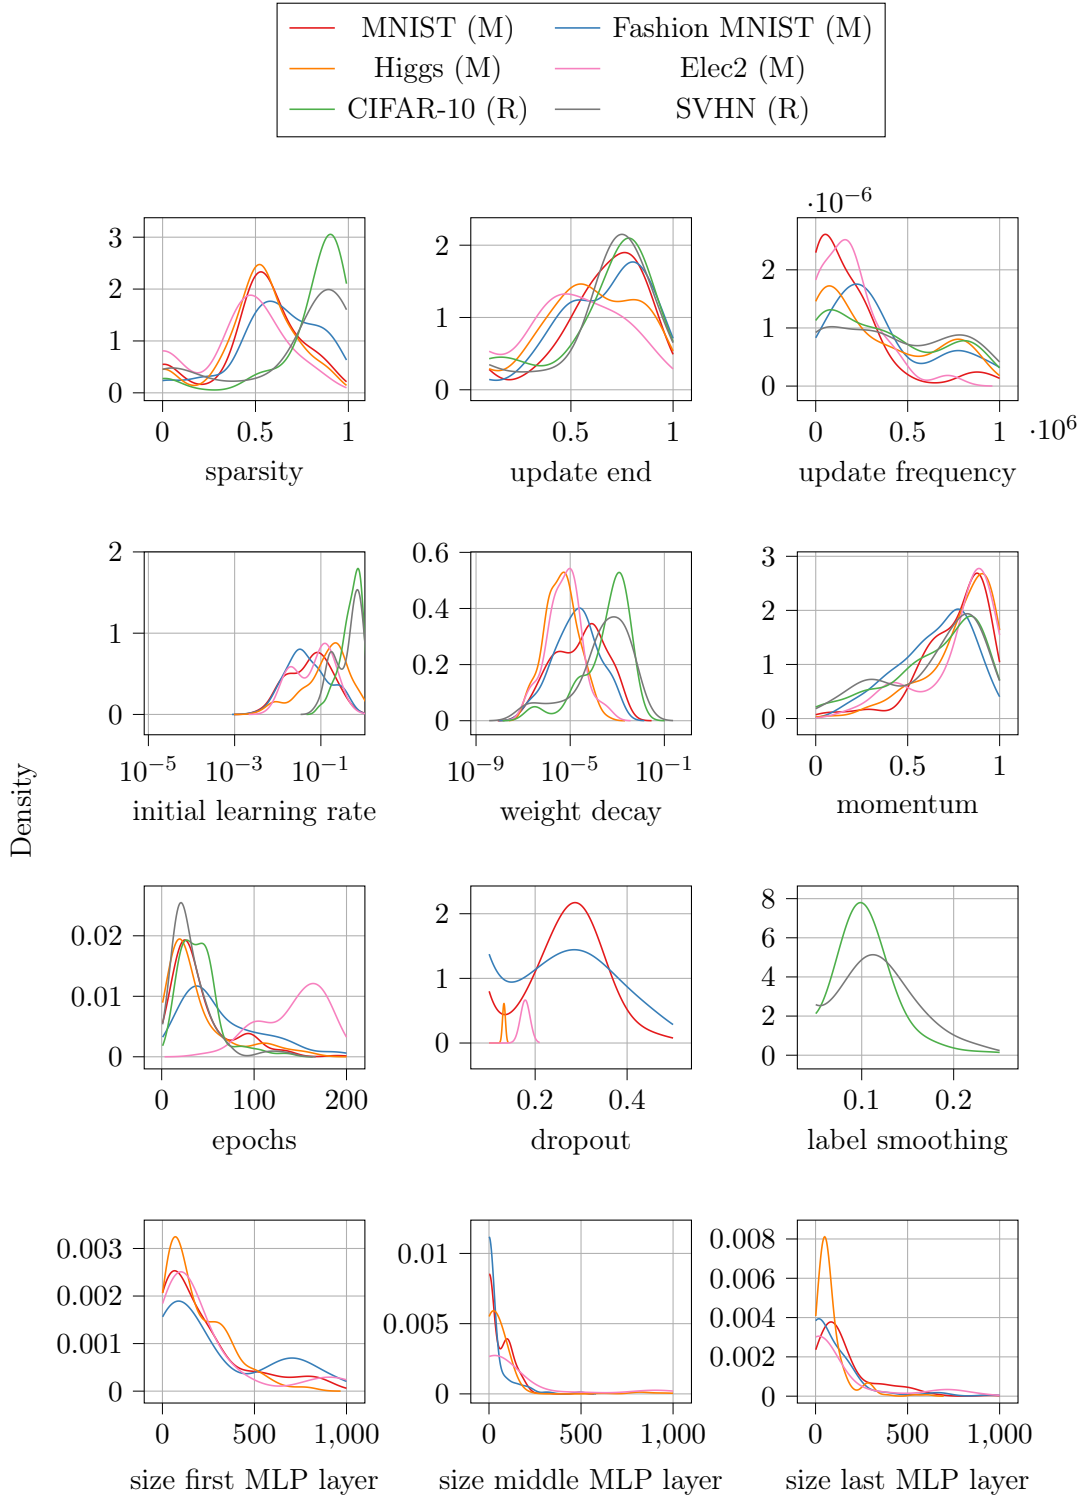 MNIST (M) Fashion MNIST (M)
Higgs (M) Elec2 (M)
CIFAR-10 (R) SVHN (R)
·10⁻⁶
3
2
1
0
0 0.5 1
sparsity
2
1
0
0.5 1
update end
2
1
0
0 0.5 1 ·10⁶
update frequency
2
1
0
10⁻⁵ 10⁻³ 10⁻¹
initial learning rate
0.6
0.4
0.2
0
10⁻⁹ 10⁻⁵ 10⁻¹
weight decay
3
2
1
0
0 0.5 1
momentum
Density
0.02
0.01
0
0 100 200
epochs
2
1
0
0.2 0.4
dropout
8
6
4
2
0
0.1 0.2
label smoothing
0.003
0.002
0.001
0
0 500 1,000
size first MLP layer
0.01
0.005
0
0 500 1,000
size middle MLP layer
0.008
0.006
0.004
0.002
0
0 500 1,000
size last MLP layer